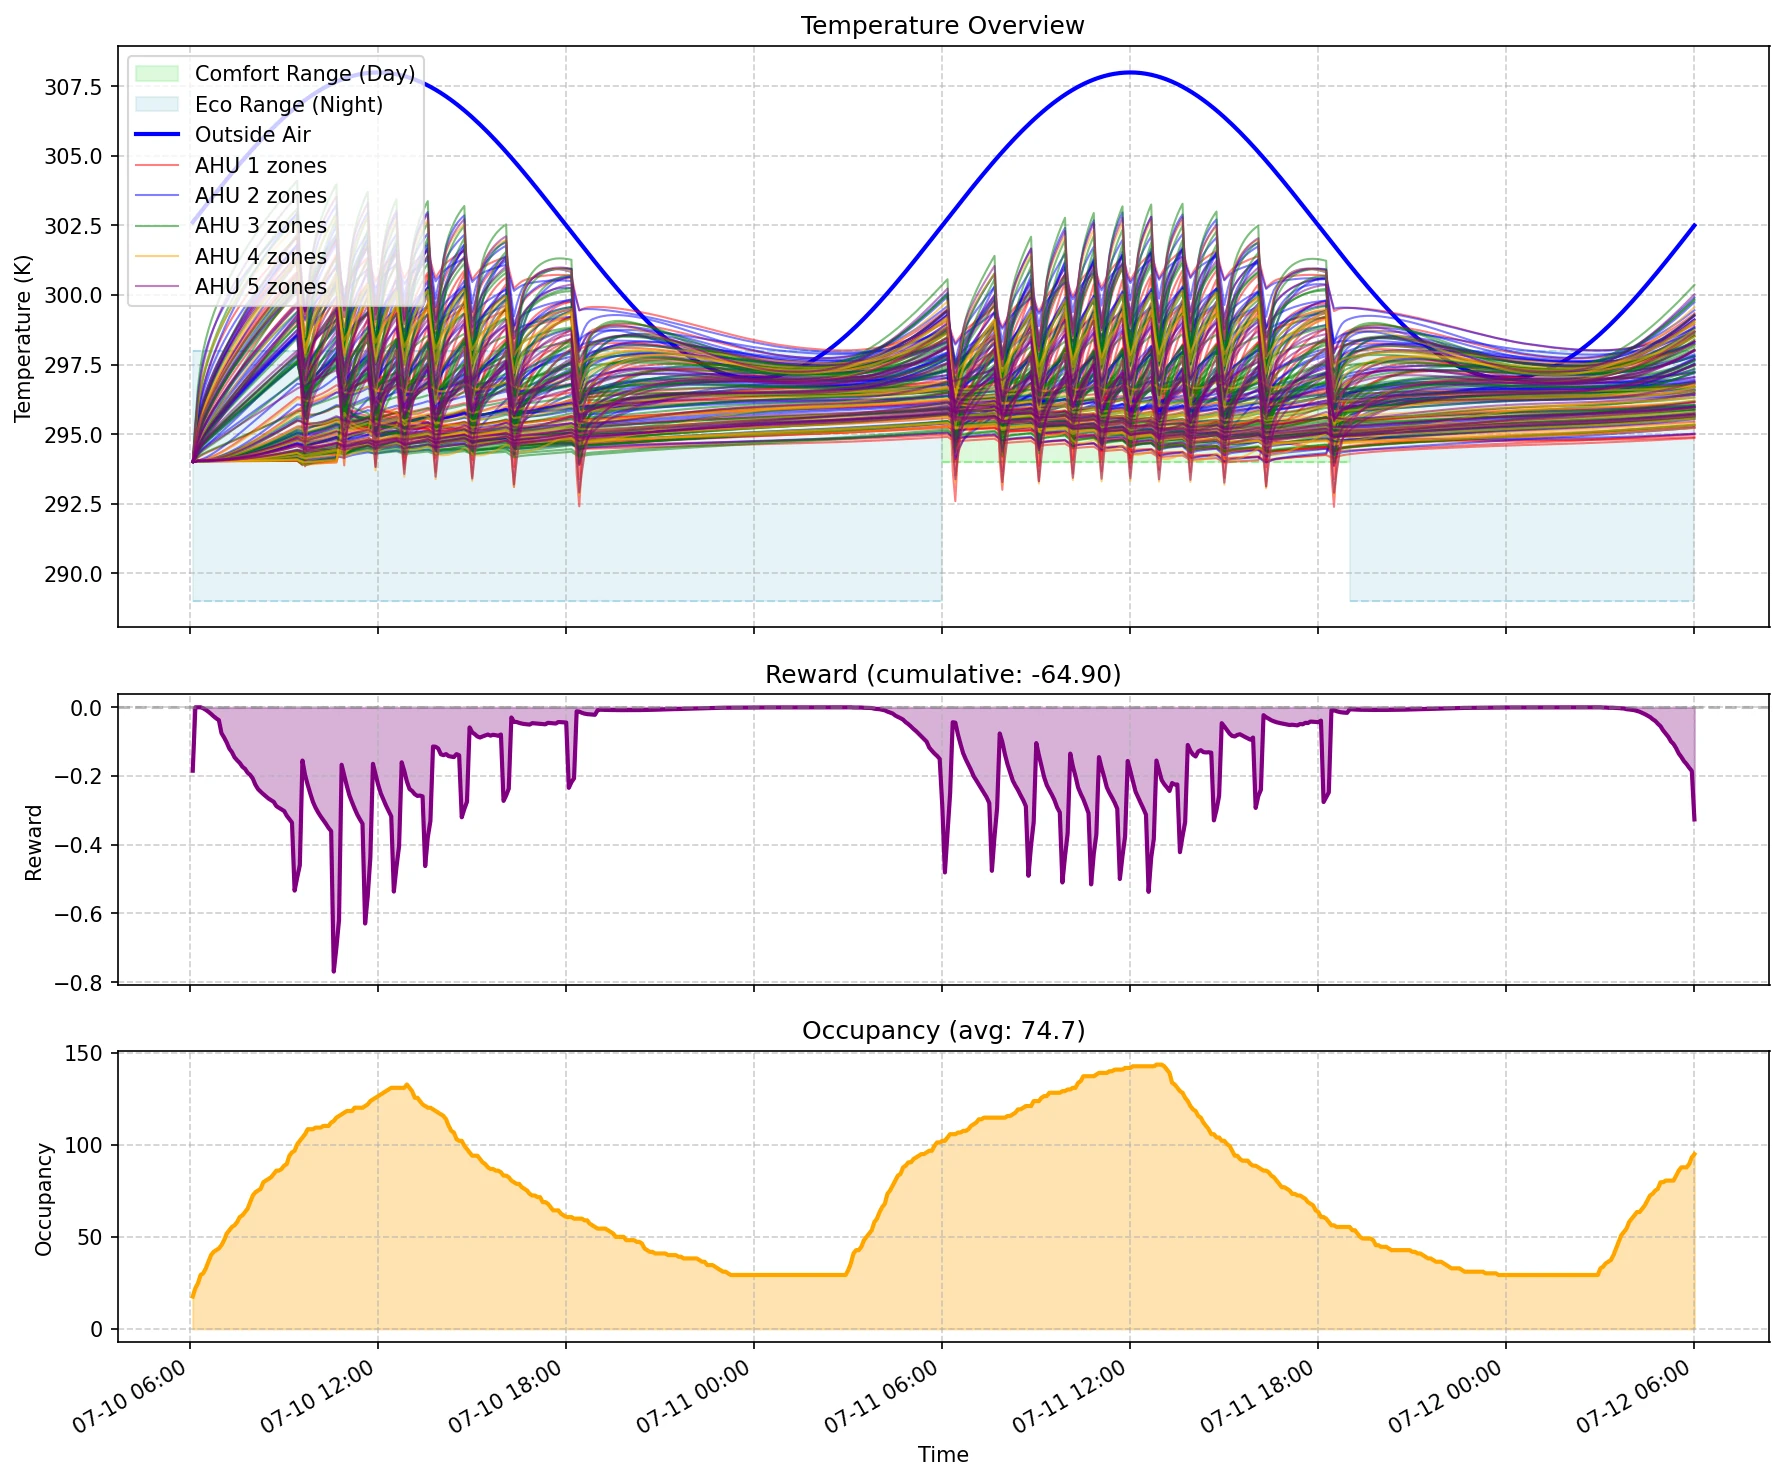 Temperature Overview
Temperature (K)
307.5
305.0
302.5
300.0
297.5
295.0
292.5
290.0
Comfort Range (Day)
Eco Range (Night)
Outside Air
AHU 1 zones
AHU 2 zones
AHU 3 zones
AHU 4 zones
AHU 5 zones
Reward (cumulative: -64.90)
Reward
0.0
−0.2
−0.4
−0.6
−0.8
Occupancy (avg: 74.7)
Occupancy
150
100
50
0
07-10 06:00
07-10 12:00
07-10 18:00
07-11 00:00
07-11 06:00
07-11 12:00
07-11 18:00
07-12 00:00
07-12 06:00
Time